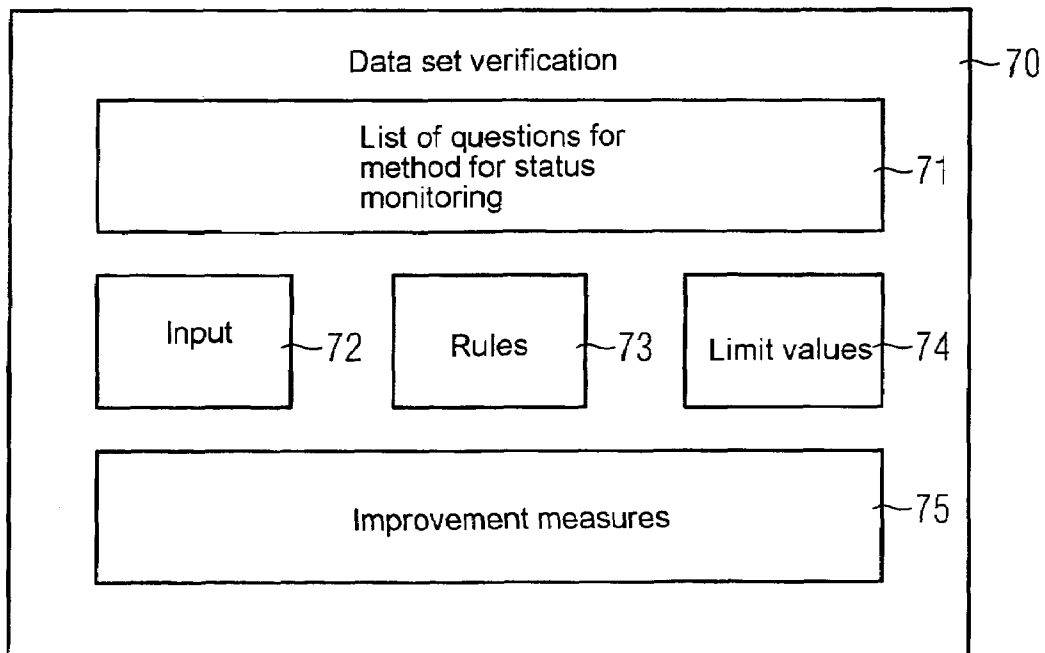 Data set verification
70
List of questions for
method for status
monitoring
71
Input
72
Rules
73
Limit values
74
Improvement measures
75